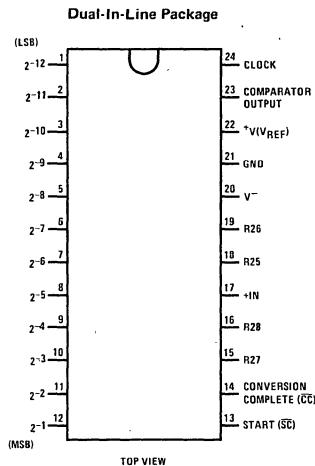 Dual-In-Line Package
(LSB)
2-12 1 24 CLOCK
2-11 2 23 COMPARATOR OUTPUT
2-10 3 22 +V(VREF)
2-9 4 21 GND
2-8 5 20 V−
2-7 6 19 R26
2-6 7 18 R25
2-5 8 17 +IN
2-4 9 16 R28
2-3 10 15 R27
2-2 11 14 CONVERSION COMPLETE (C̅C̅)
2-1 12 13 START (S̅C̅)
(MSB)
TOP VIEW